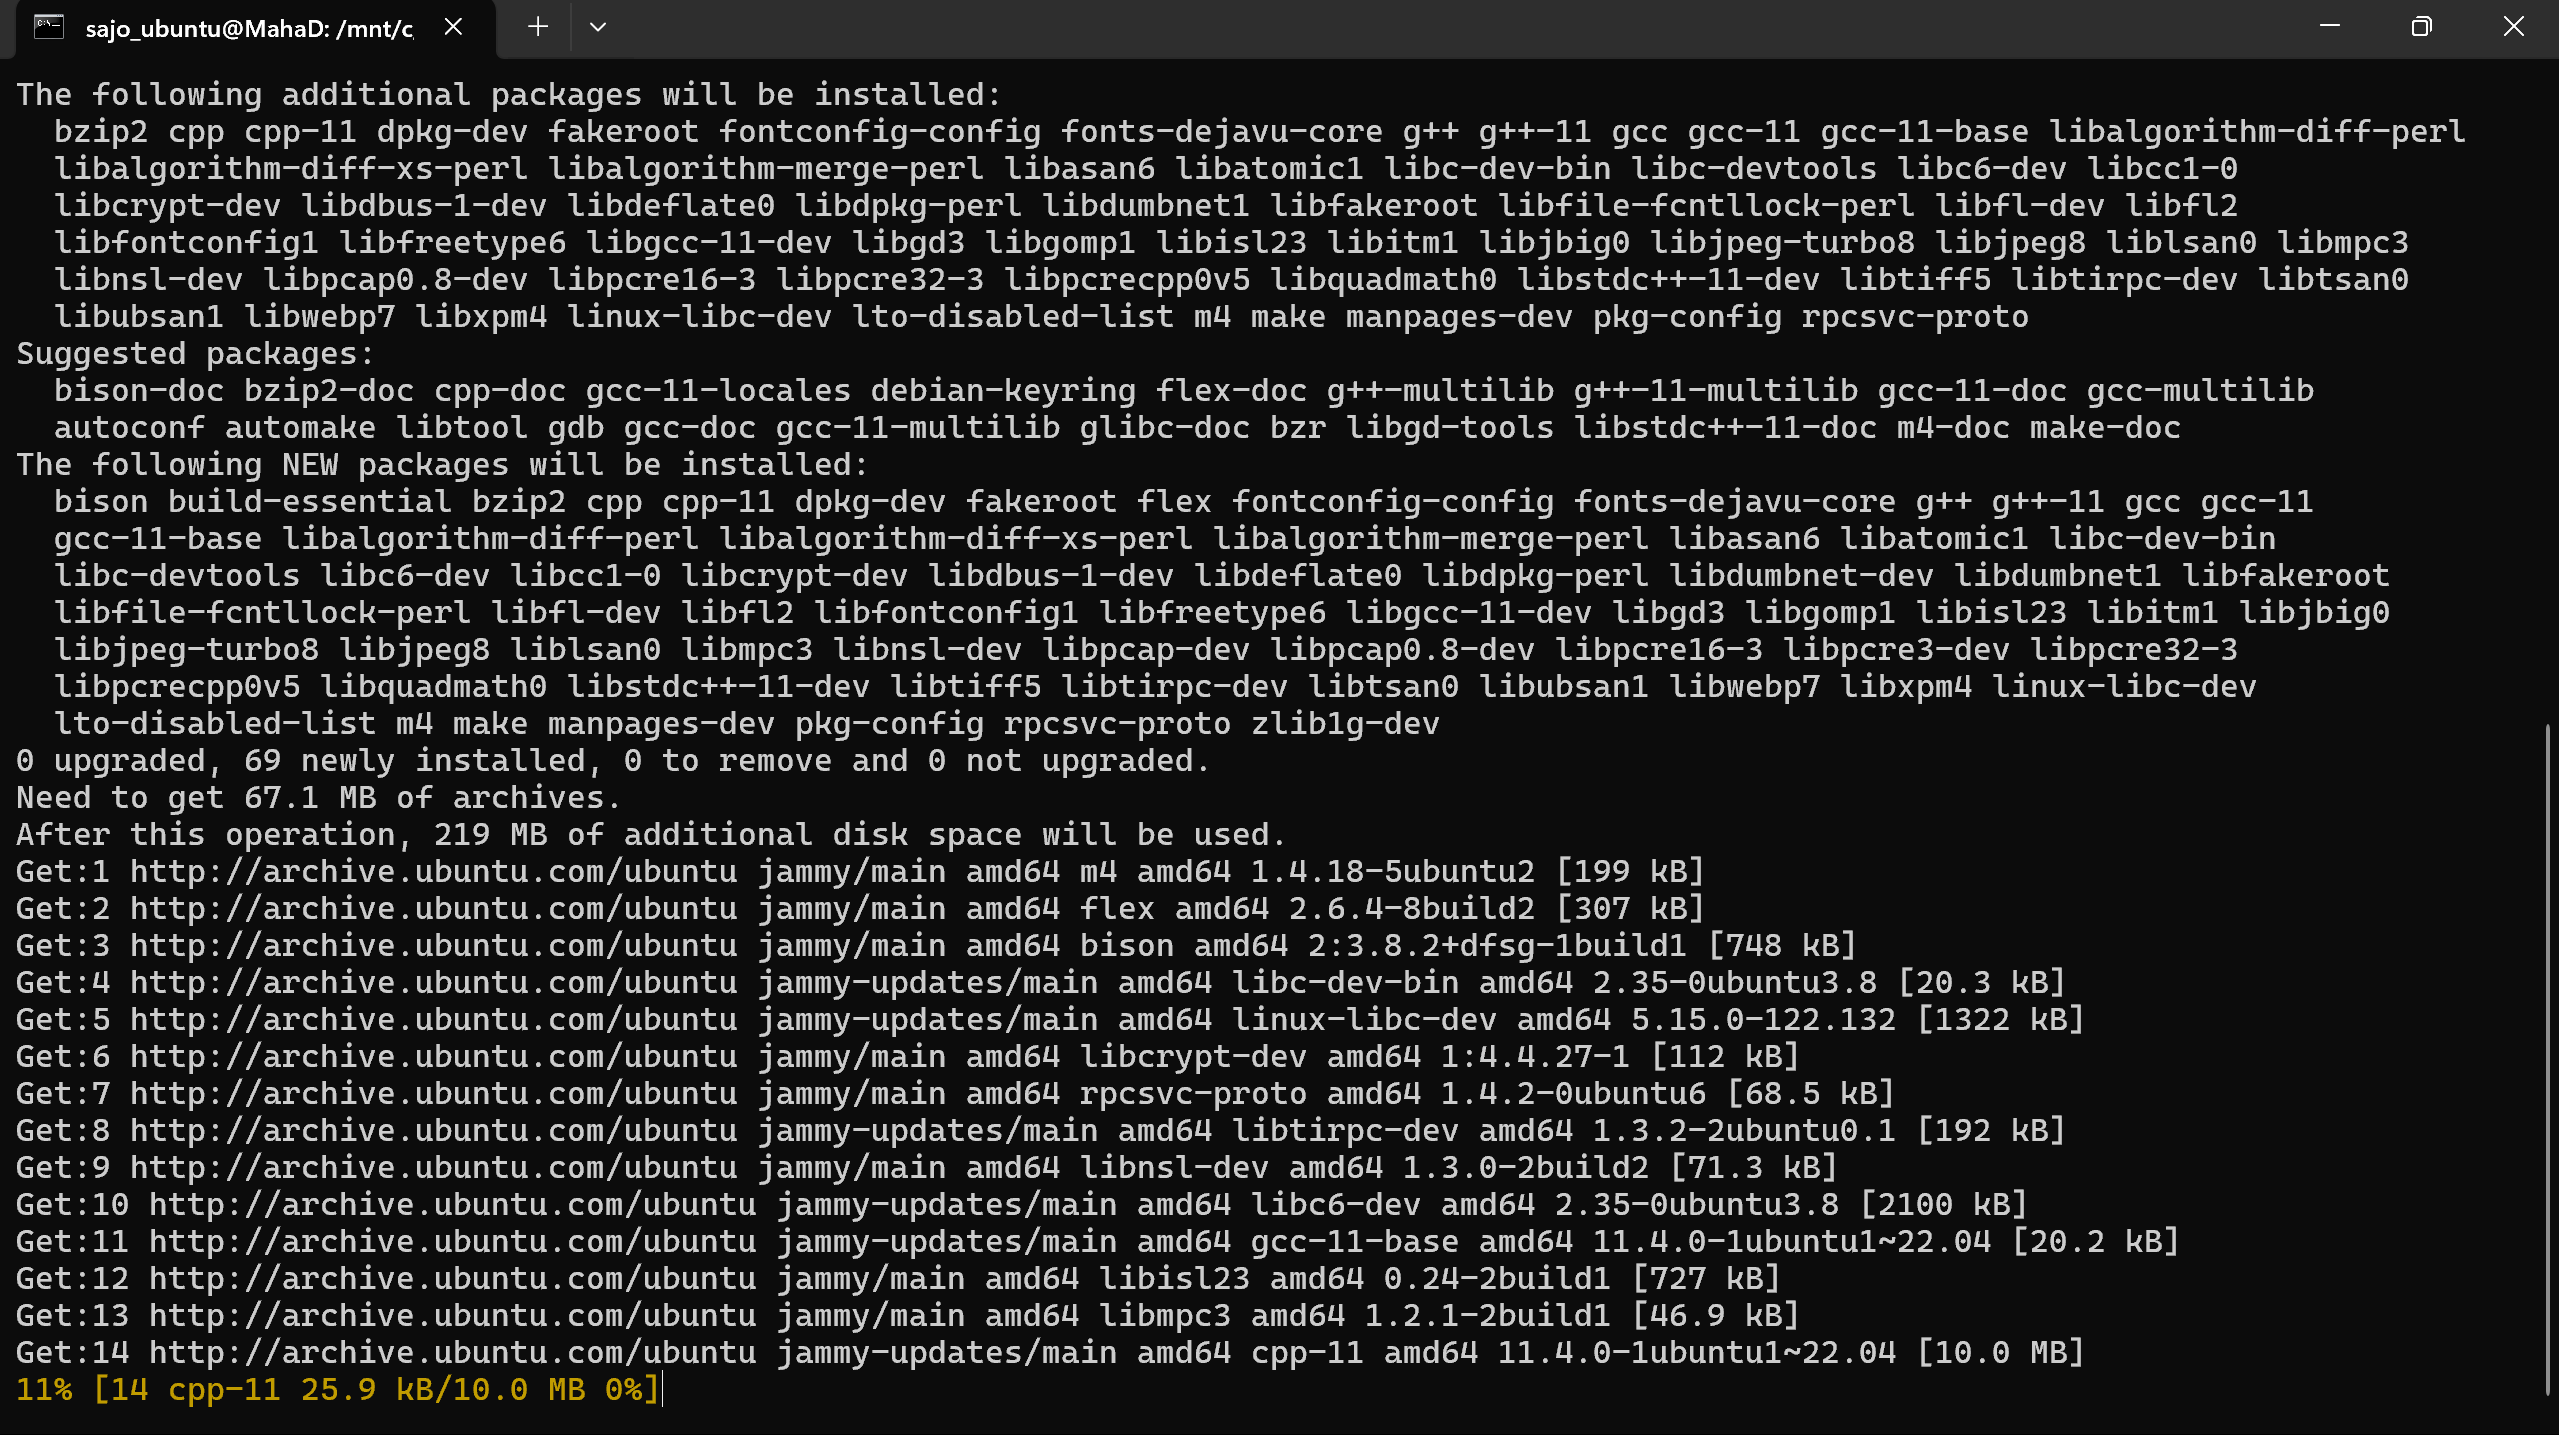 sajo_ubuntu@MahaD: /mnt/c
The following additional packages will be installed:
bzip2 cpp cpp-11 dpkg-dev fakeroot fontconfig-config fonts-dejavu-core g++ g++-11 gcc gcc-11 gcc-11-base libalgorithm-diff-perl
libalgorithm-diff-xs-perl libalgorithm-merge-perl libasan6 libatomic1 libc-dev-bin libc-devtools libc6-dev libcc1-0
libcrypt-dev libdbus-1-dev libdeflate0 libdpkg-perl libdumbnet1 libfakeroot libfile-fcntllock-perl libfl-dev libfl2
libfontconfig1 libfreetype6 libgcc-11-dev libgd3 libgomp1 libisl23 libitm1 libjbig0 libjpeg-turbo8 libjpeg8 liblsan0 libmpc3
libnsl-dev libpcap0.8-dev libpcre16-3 libpcre32-3 libpcrecpp0v5 libquadmath0 libstdc++-11-dev libtiff5 libtirpc-dev libtsan0
libubsan1 libwebp7 libxpm4 linux-libc-dev lto-disabled-list m4 make manpages-dev pkg-config rpcsvc-proto
Suggested packages:
bison-doc bzip2-doc cpp-doc gcc-11-locales debian-keyring flex-doc g++-multilib g++-11-multilib gcc-11-doc gcc-multilib
autoconf automake libtool gdb gcc-doc gcc-11-multilib glibc-doc bzr libgd-tools libstdc++-11-doc m4-doc make-doc
The following NEW packages will be installed:
bison build-essential bzip2 cpp cpp-11 dpkg-dev fakeroot flex fontconfig-config fonts-dejavu-core g++ g++-11 gcc gcc-11
gcc-11-base libalgorithm-diff-perl libalgorithm-diff-xs-perl libalgorithm-merge-perl libasan6 libatomic1 libc-dev-bin
libc-devtools libc6-dev libcc1-0 libcrypt-dev libdbus-1-dev libdeflate0 libdpkg-perl libdumbnet-dev libdumbnet1 libfakeroot
libfile-fcntllock-perl libfl-dev libfl2 libfontconfig1 libfreetype6 libgcc-11-dev libgd3 libgomp1 libisl23 libitm1 libjbig0
libjpeg-turbo8 libjpeg8 liblsan0 libmpc3 libnsl-dev libpcap-dev libpcap0.8-dev libpcre16-3 libpcre3-dev libpcre32-3
libpcrecpp0v5 libquadmath0 libstdc++-11-dev libtiff5 libtirpc-dev libtsan0 libubsan1 libwebp7 libxpm4 linux-libc-dev
lto-disabled-list m4 make manpages-dev pkg-config rpcsvc-proto zlib1g-dev
0 upgraded, 69 newly installed, 0 to remove and 0 not upgraded.
Need to get 67.1 MB of archives.
After this operation, 219 MB of additional disk space will be used.
Get:1 http://archive.ubuntu.com/ubuntu jammy/main amd64 m4 amd64 1.4.18-5ubuntu2 [199 kB]
Get:2 http://archive.ubuntu.com/ubuntu jammy/main amd64 flex amd64 2.6.4-8build2 [307 kB]
Get:3 http://archive.ubuntu.com/ubuntu jammy/main amd64 bison amd64 2:3.8.2+dfsg-1build1 [748 kB]
Get:4 http://archive.ubuntu.com/ubuntu jammy-updates/main amd64 libc-dev-bin amd64 2.35-0ubuntu3.8 [20.3 kB]
Get:5 http://archive.ubuntu.com/ubuntu jammy-updates/main amd64 linux-libc-dev amd64 5.15.0-122.132 [1322 kB]
Get:6 http://archive.ubuntu.com/ubuntu jammy/main amd64 libcrypt-dev amd64 1:4.4.27-1 [112 kB]
Get:7 http://archive.ubuntu.com/ubuntu jammy/main amd64 rpcsvc-proto amd64 1.4.2-0ubuntu6 [68.5 kB]
Get:8 http://archive.ubuntu.com/ubuntu jammy-updates/main amd64 libtirpc-dev amd64 1.3.2-2ubuntu0.1 [192 kB]
Get:9 http://archive.ubuntu.com/ubuntu jammy/main amd64 libnsl-dev amd64 1.3.0-2build2 [71.3 kB]
Get:10 http://archive.ubuntu.com/ubuntu jammy-updates/main amd64 libc6-dev amd64 2.35-0ubuntu3.8 [2100 kB]
Get:11 http://archive.ubuntu.com/ubuntu jammy-updates/main amd64 gcc-11-base amd64 11.4.0-1ubuntu1~22.04 [20.2 kB]
Get:12 http://archive.ubuntu.com/ubuntu jammy/main amd64 libisl23 amd64 0.24-2build1 [727 kB]
Get:13 http://archive.ubuntu.com/ubuntu jammy/main amd64 libmpc3 amd64 1.2.1-2build1 [46.9 kB]
Get:14 http://archive.ubuntu.com/ubuntu jammy-updates/main amd64 cpp-11 amd64 11.4.0-1ubuntu1~22.04 [10.0 MB]
11% [14 cpp-11 25.9 kB/10.0 MB 0%]